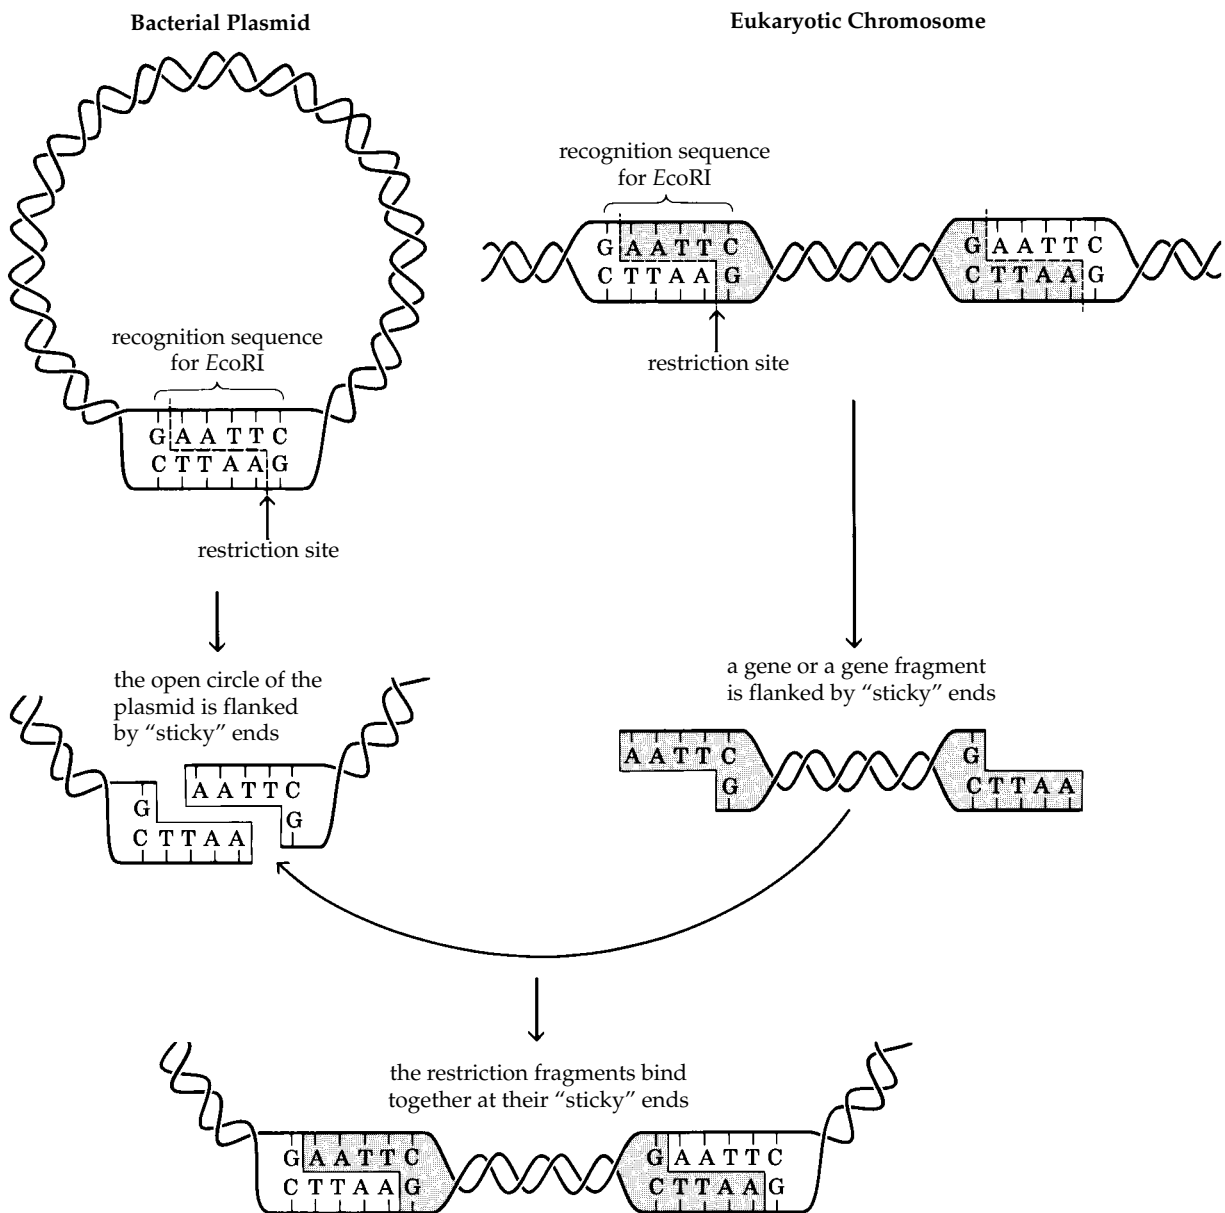 Bacterial Plasmid
Eukaryotic Chromosome
recognition sequence
for EcoRI
G A A T T C
C T T A A G
restriction site
G A A T T C
C T T A A G
recognition sequence
for EcoRI
G A A T T C
C T T A A G
restriction site
the open circle of the
plasmid is flanked
by “sticky” ends
G
C T T A A
A A T T C
G
a gene or a gene fragment
is flanked by “sticky” ends
A A T T C
G
G
C T T A A
the restriction fragments bind
together at their “sticky” ends
G A A T T C
C T T A A G
G A A T T C
C T T A A G